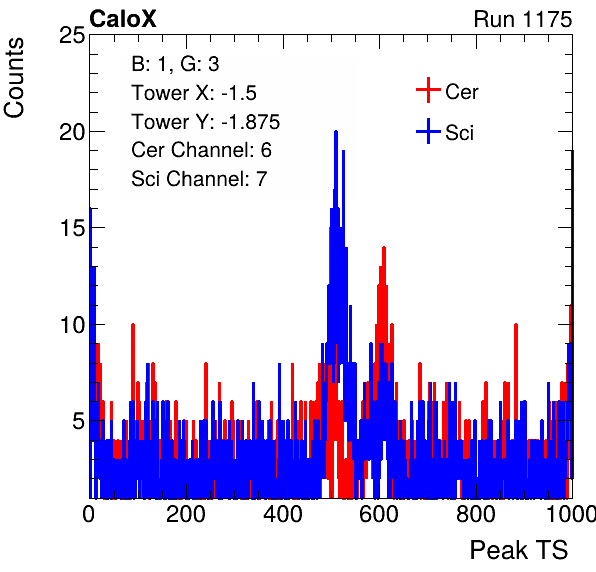 CaloX Run 1175
Counts
25
20
15
10
5
B: 1, G: 3
Tower X: -1.5
Tower Y: -1.875
Cer Channel: 6
Sci Channel: 7
Cer
Sci
0 200 400 600 800 1000
Peak TS